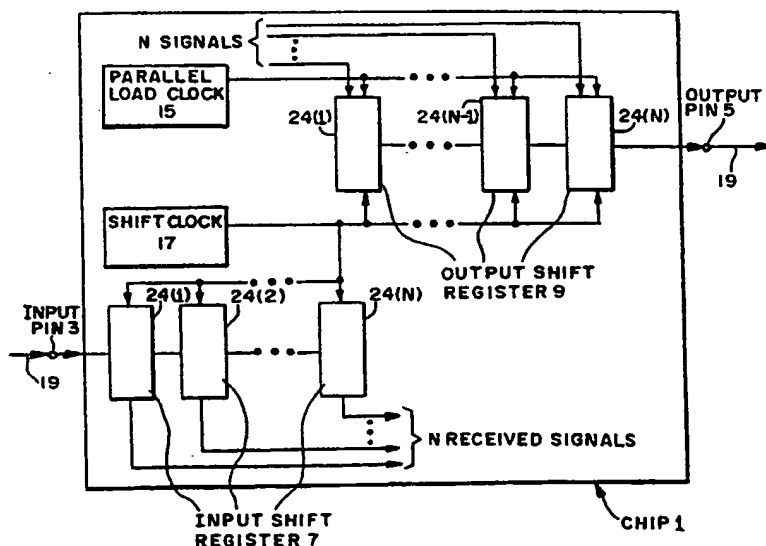 N SIGNALS
PARALLEL
LOAD CLOCK
15
24(1)
24(N-1)
24(N)
OUTPUT
PIN 5
19
SHIFT CLOCK
17
OUTPUT SHIFT
REGISTER 9
24(1)
24(2)
24(N)
INPUT
PIN 3
19
N RECEIVED SIGNALS
INPUT SHIFT
REGISTER 7
CHIP 1